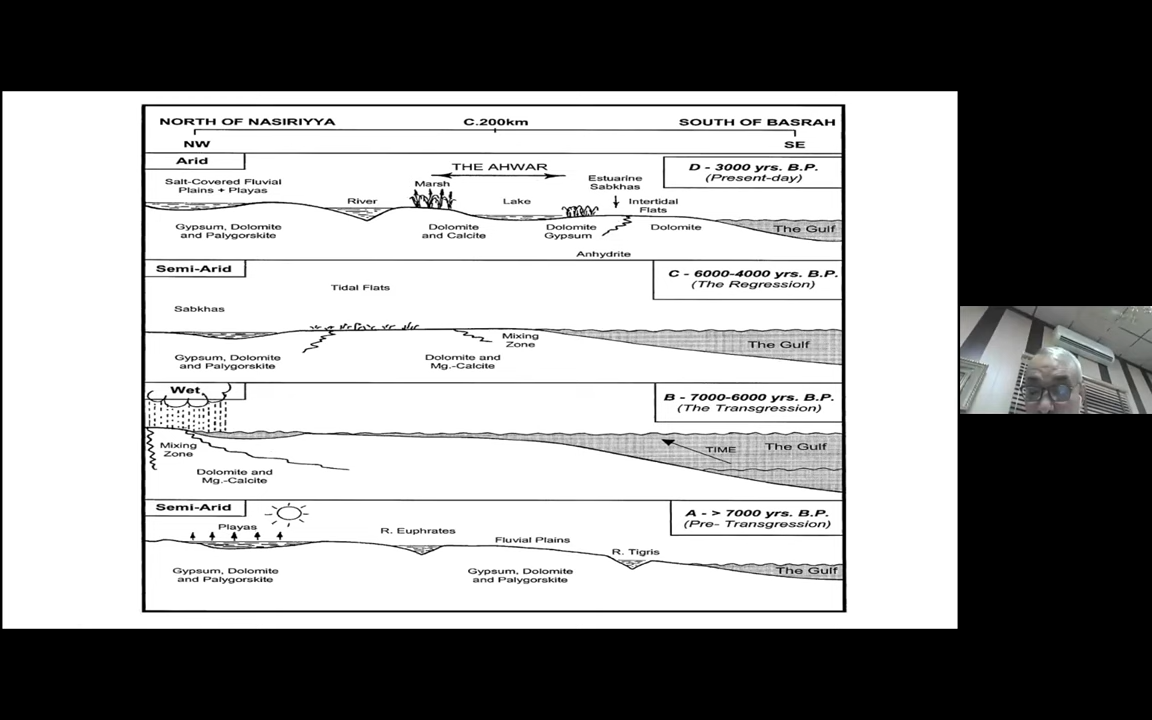 NORTH OF NASIRIYYA C.200km SOUTH OF BASRAH
NW SE
Arid
THE AHWAR
D - 3000 yrs. B.P.
(Present-day)
Salt-Covered Fluvial
Plains + Playas
River
Marsh
Lake
Estuarine
Sabkhas
Intertidal
Flats
Gypsum, Dolomite
and Palygorskite
Dolomite
and Calcite
Dolomite
Gypsum
Dolomite
The Gulf
Anhydrite
Semi-Arid
C - 6000-4000 yrs. B.P.
(The Regression)
Tidal Flats
Sabkhas
Mixing
Zone
The Gulf
Gypsum, Dolomite
and Palygorskite
Dolomite and
Mg.-Calcite
Wet
B - 7000-6000 yrs. B.P.
(The Transgression)
Mixing
Zone
TIME
The Gulf
Dolomite and
Mg.-Calcite
Semi-Arid
A - > 7000 yrs. B.P.
(Pre- Transgression)
Playas
R. Euphrates
Fluvial Plains
R. Tigris
Gypsum, Dolomite
and Palygorskite
Gypsum, Dolomite
and Palygorskite
The Gulf